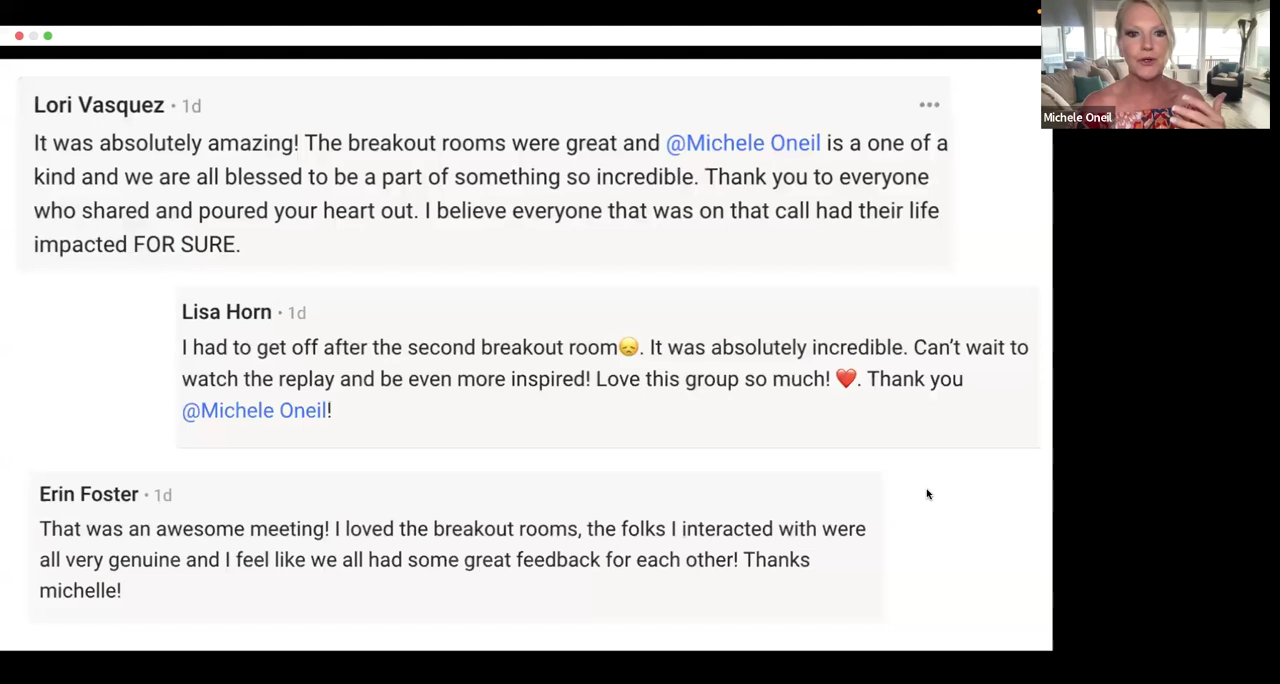 Lori Vasquez · 1d
It was absolutely amazing! The breakout rooms were great and @Michele Oneil is a one of a
kind and we are all blessed to be a part of something so incredible. Thank you to everyone
who shared and poured your heart out. I believe everyone that was on that call had their life
impacted FOR SURE.
Lisa Horn · 1d
I had to get off after the second breakout room😞. It was absolutely incredible. Can’t wait to
watch the replay and be even more inspired! Love this group so much! ❤️. Thank you
@Michele Oneil!
Erin Foster · 1d
That was an awesome meeting! I loved the breakout rooms, the folks I interacted with were
all very genuine and I feel like we all had some great feedback for each other! Thanks
michelle!
Michele Oneil